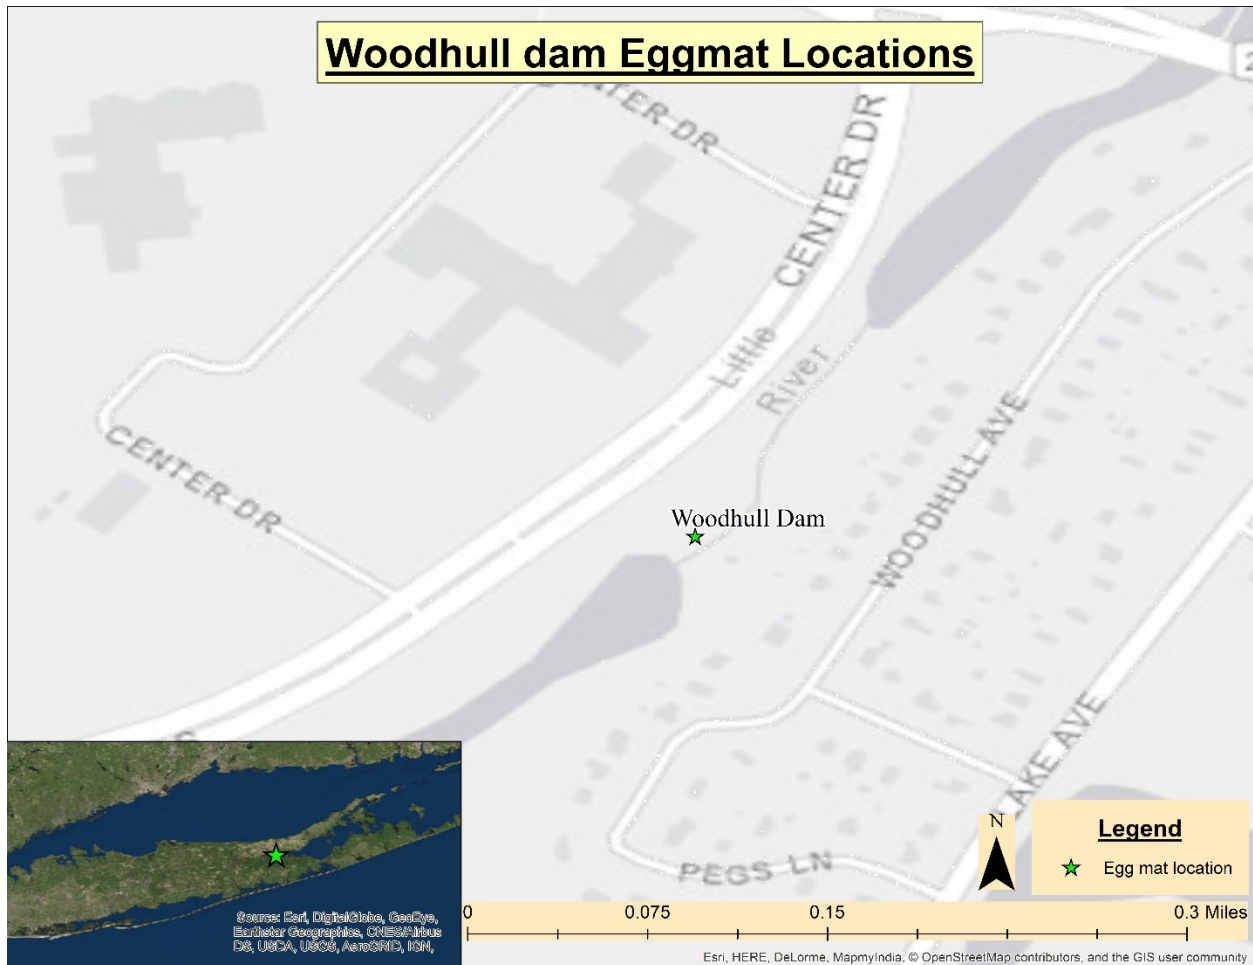 Woodhull dam Eggmat Locations
CENTER DR
CENTER DR
Little
River
CENTER DR
Woodhull Dam
WOODHULL AVE
LAKE AVE
PEGS LN
N
Legend
Egg mat location
0 0.075 0.15 0.3 Miles
Source: Esri, DigitalGlobe, GeoEye,
Earthstar Geographics, CNES/Airbus
DS, USDA, USGS, AeroGRID, IGN,
Esri, HERE, DeLorme, MapmyIndia, © OpenStreetMap contributors, and the GIS user community